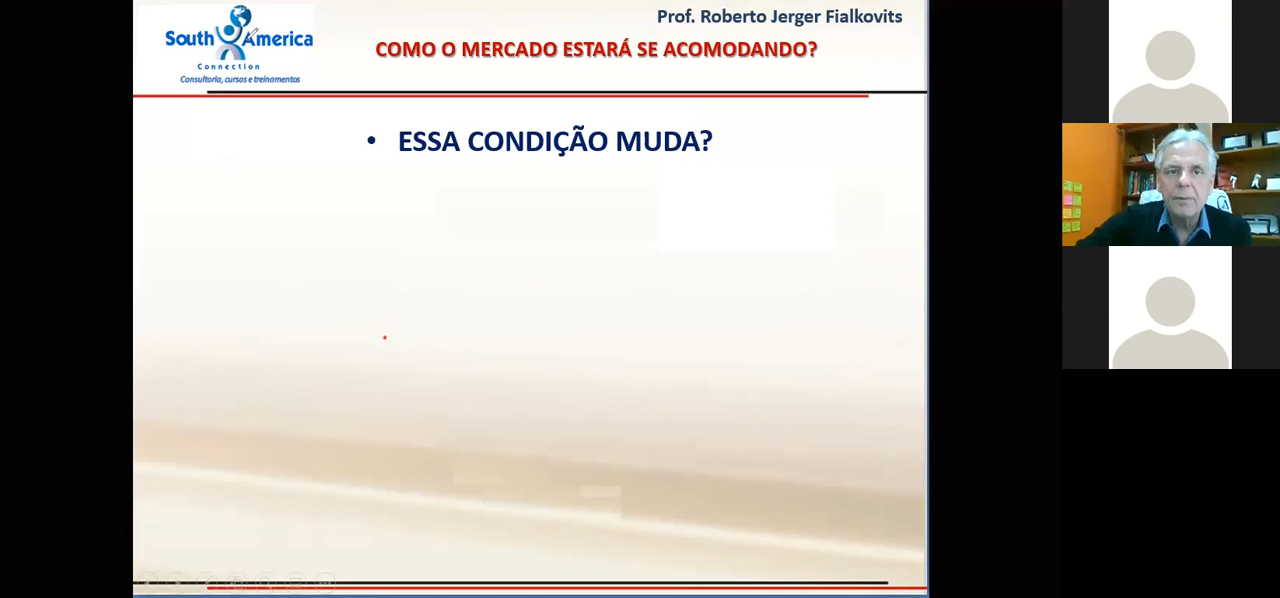 Prof. Roberto Jerger Fialkovits
South America
Connection
Consultoria, cursos e treinamentos
COMO O MERCADO ESTARÁ SE ACOMODANDO?
• ESSA CONDIÇÃO MUDA?